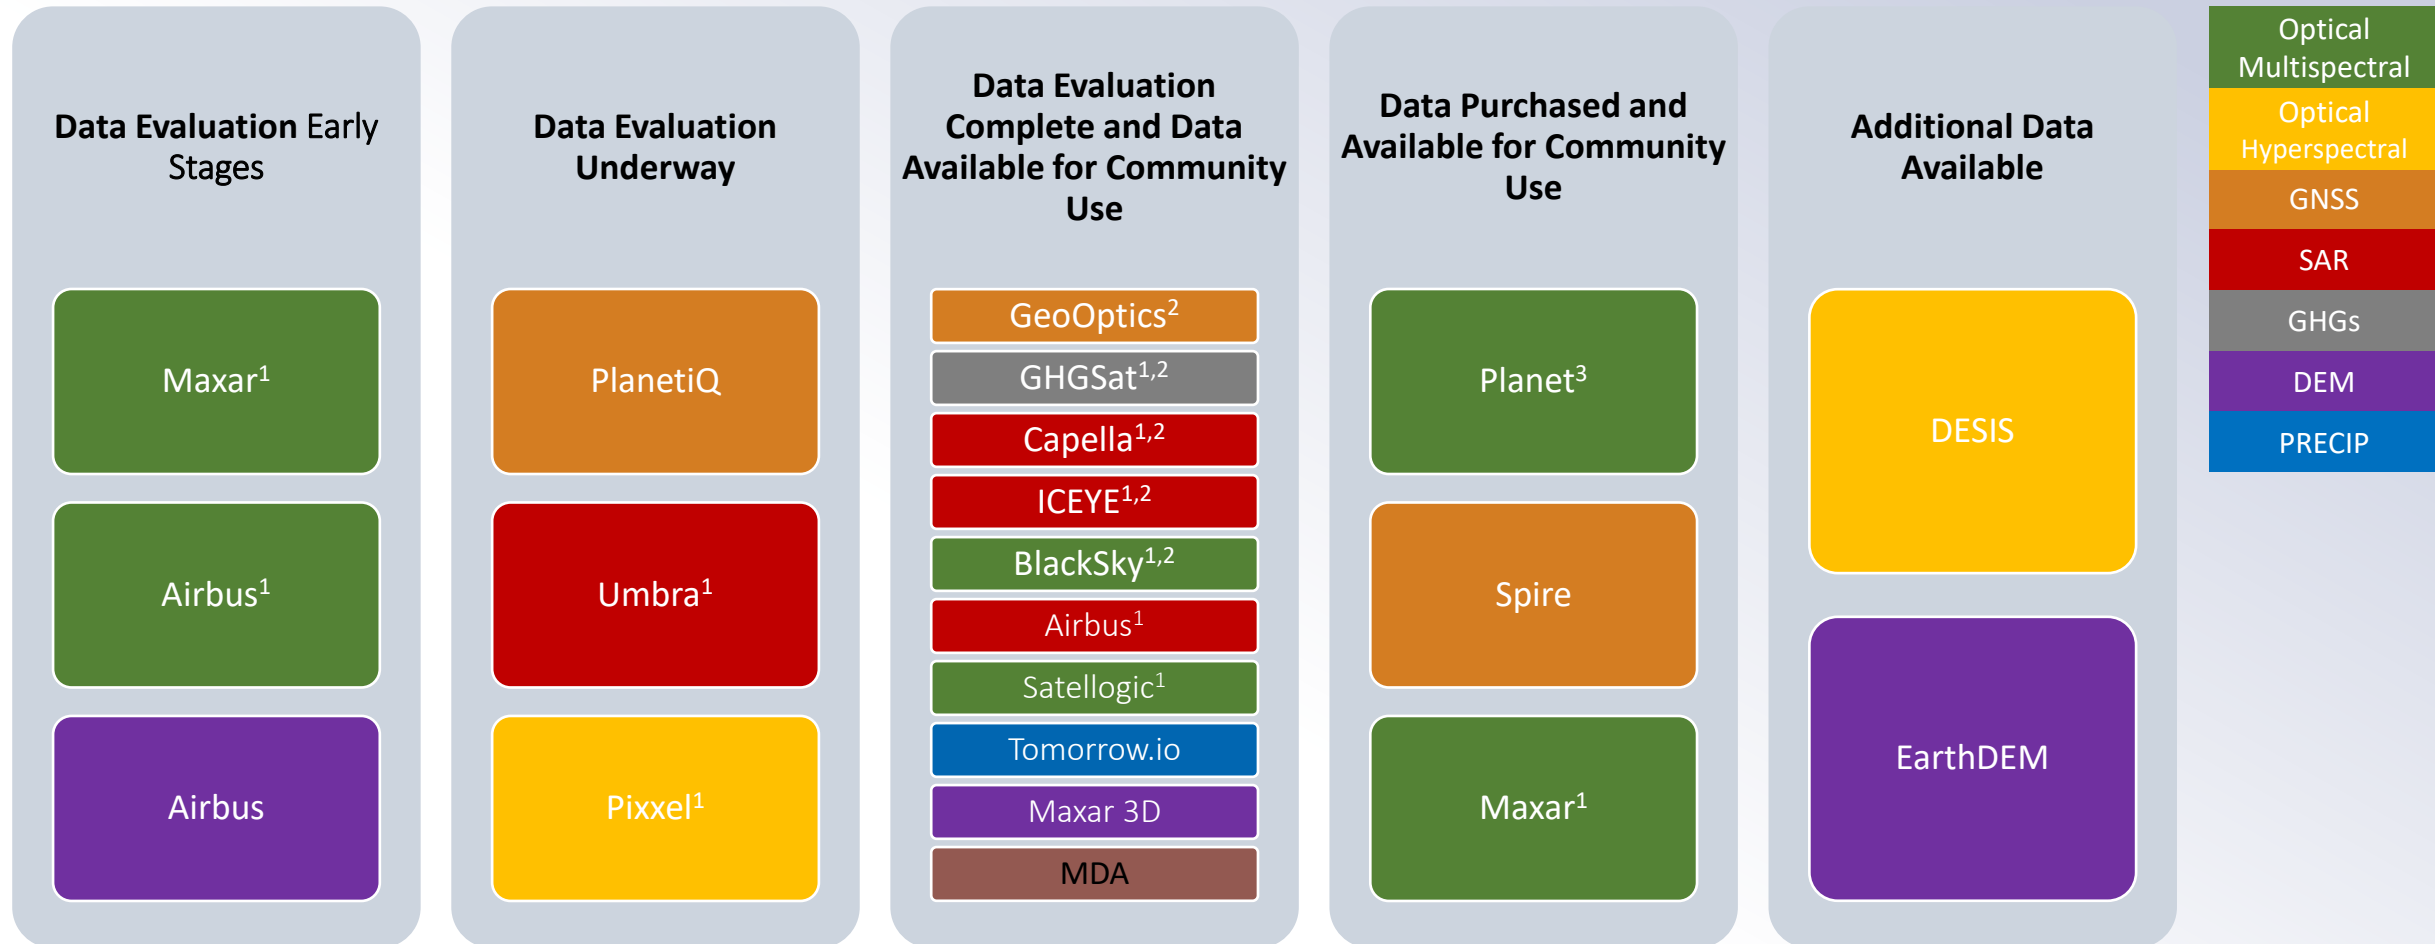 Data Evaluation Early
Stages
Maxar¹
Airbus¹
Airbus
Data Evaluation
Underway
PlanetiQ
Umbra¹
Pixxel¹
Data Evaluation
Complete and Data
Available for Community
Use
GeoOptics²
GHGSat¹,²
Capella¹,²
ICEYE¹,²
BlackSky¹,²
Airbus¹
Satellogic¹
Tomorrow.io
Maxar 3D
MDA
Data Purchased and
Available for Community
Use
Planet³
Spire
Maxar¹
Additional Data
Available
DESIS
EarthDEM
Optical
Multispectral
Optical
Hyperspectral
GNSS
SAR
GHGs
DEM
PRECIP